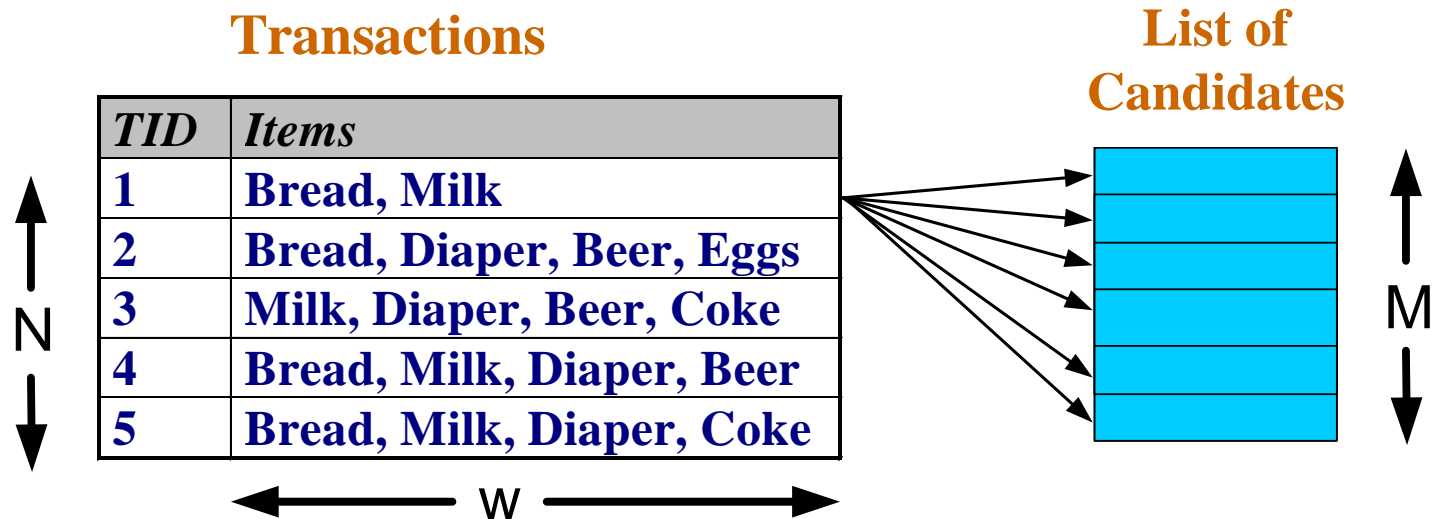 Transactions
List of
Candidates
TID Items
1 Bread, Milk
2 Bread, Diaper, Beer, Eggs
3 Milk, Diaper, Beer, Coke
4 Bread, Milk, Diaper, Beer
5 Bread, Milk, Diaper, Coke
N
M
w